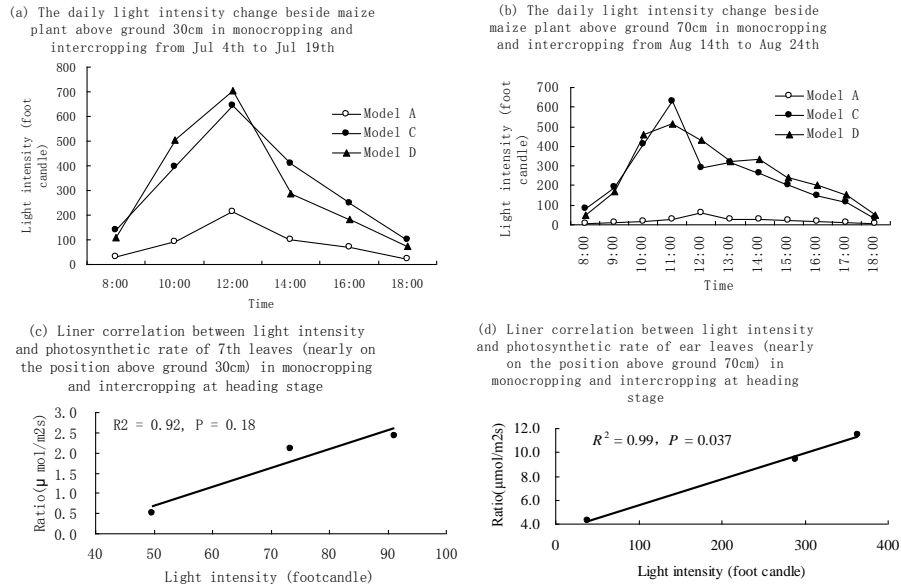 (a) The daily light intensity change beside maize
plant above ground 30cm in monocropping and
intercropping from Jul 4th to Jul 19th
Light intensity (foot
candle)
800
700
600
500
400
300
200
100
0
Model A
Model C
Model D
8:00 10:00 12:00 14:00 16:00 18:00
Time
(b) The daily light intensity change beside
maize plant above ground 70cm in monocropping
and intercropping from Aug 14th to Aug 24th
Light intensity (foot
candle)
700
600
500
400
300
200
100
0
Model A
Model C
Model D
8:00 9:00 10:00 11:00 12:00 13:00 14:00 15:00 16:00 17:00 18:00
Time
(c) Liner correlation between light intensity
and photosynthetic rate of 7th leaves (nearly on
the position above ground 30cm) in monocropping
and intercropping at heading stage
Ratio(μ mol/m2s)
3.0
2.5
2.0
1.5
1.0
0.5
0.0
R2 = 0.92, P = 0.18
40 50 60 70 80 90 100
Light intensity (footcandle)
(d) Liner correlation between light intensity
and photosynthetic rate of ear leaves (nearly
on the position above ground 70cm) in
monocropping and intercropping at heading
stage
Ratio(μmol/m2s)
12.0
10.0
8.0
6.0
4.0
R² = 0.99, P = 0.037
0 100 200 300 400
Light intensity (foot candle)